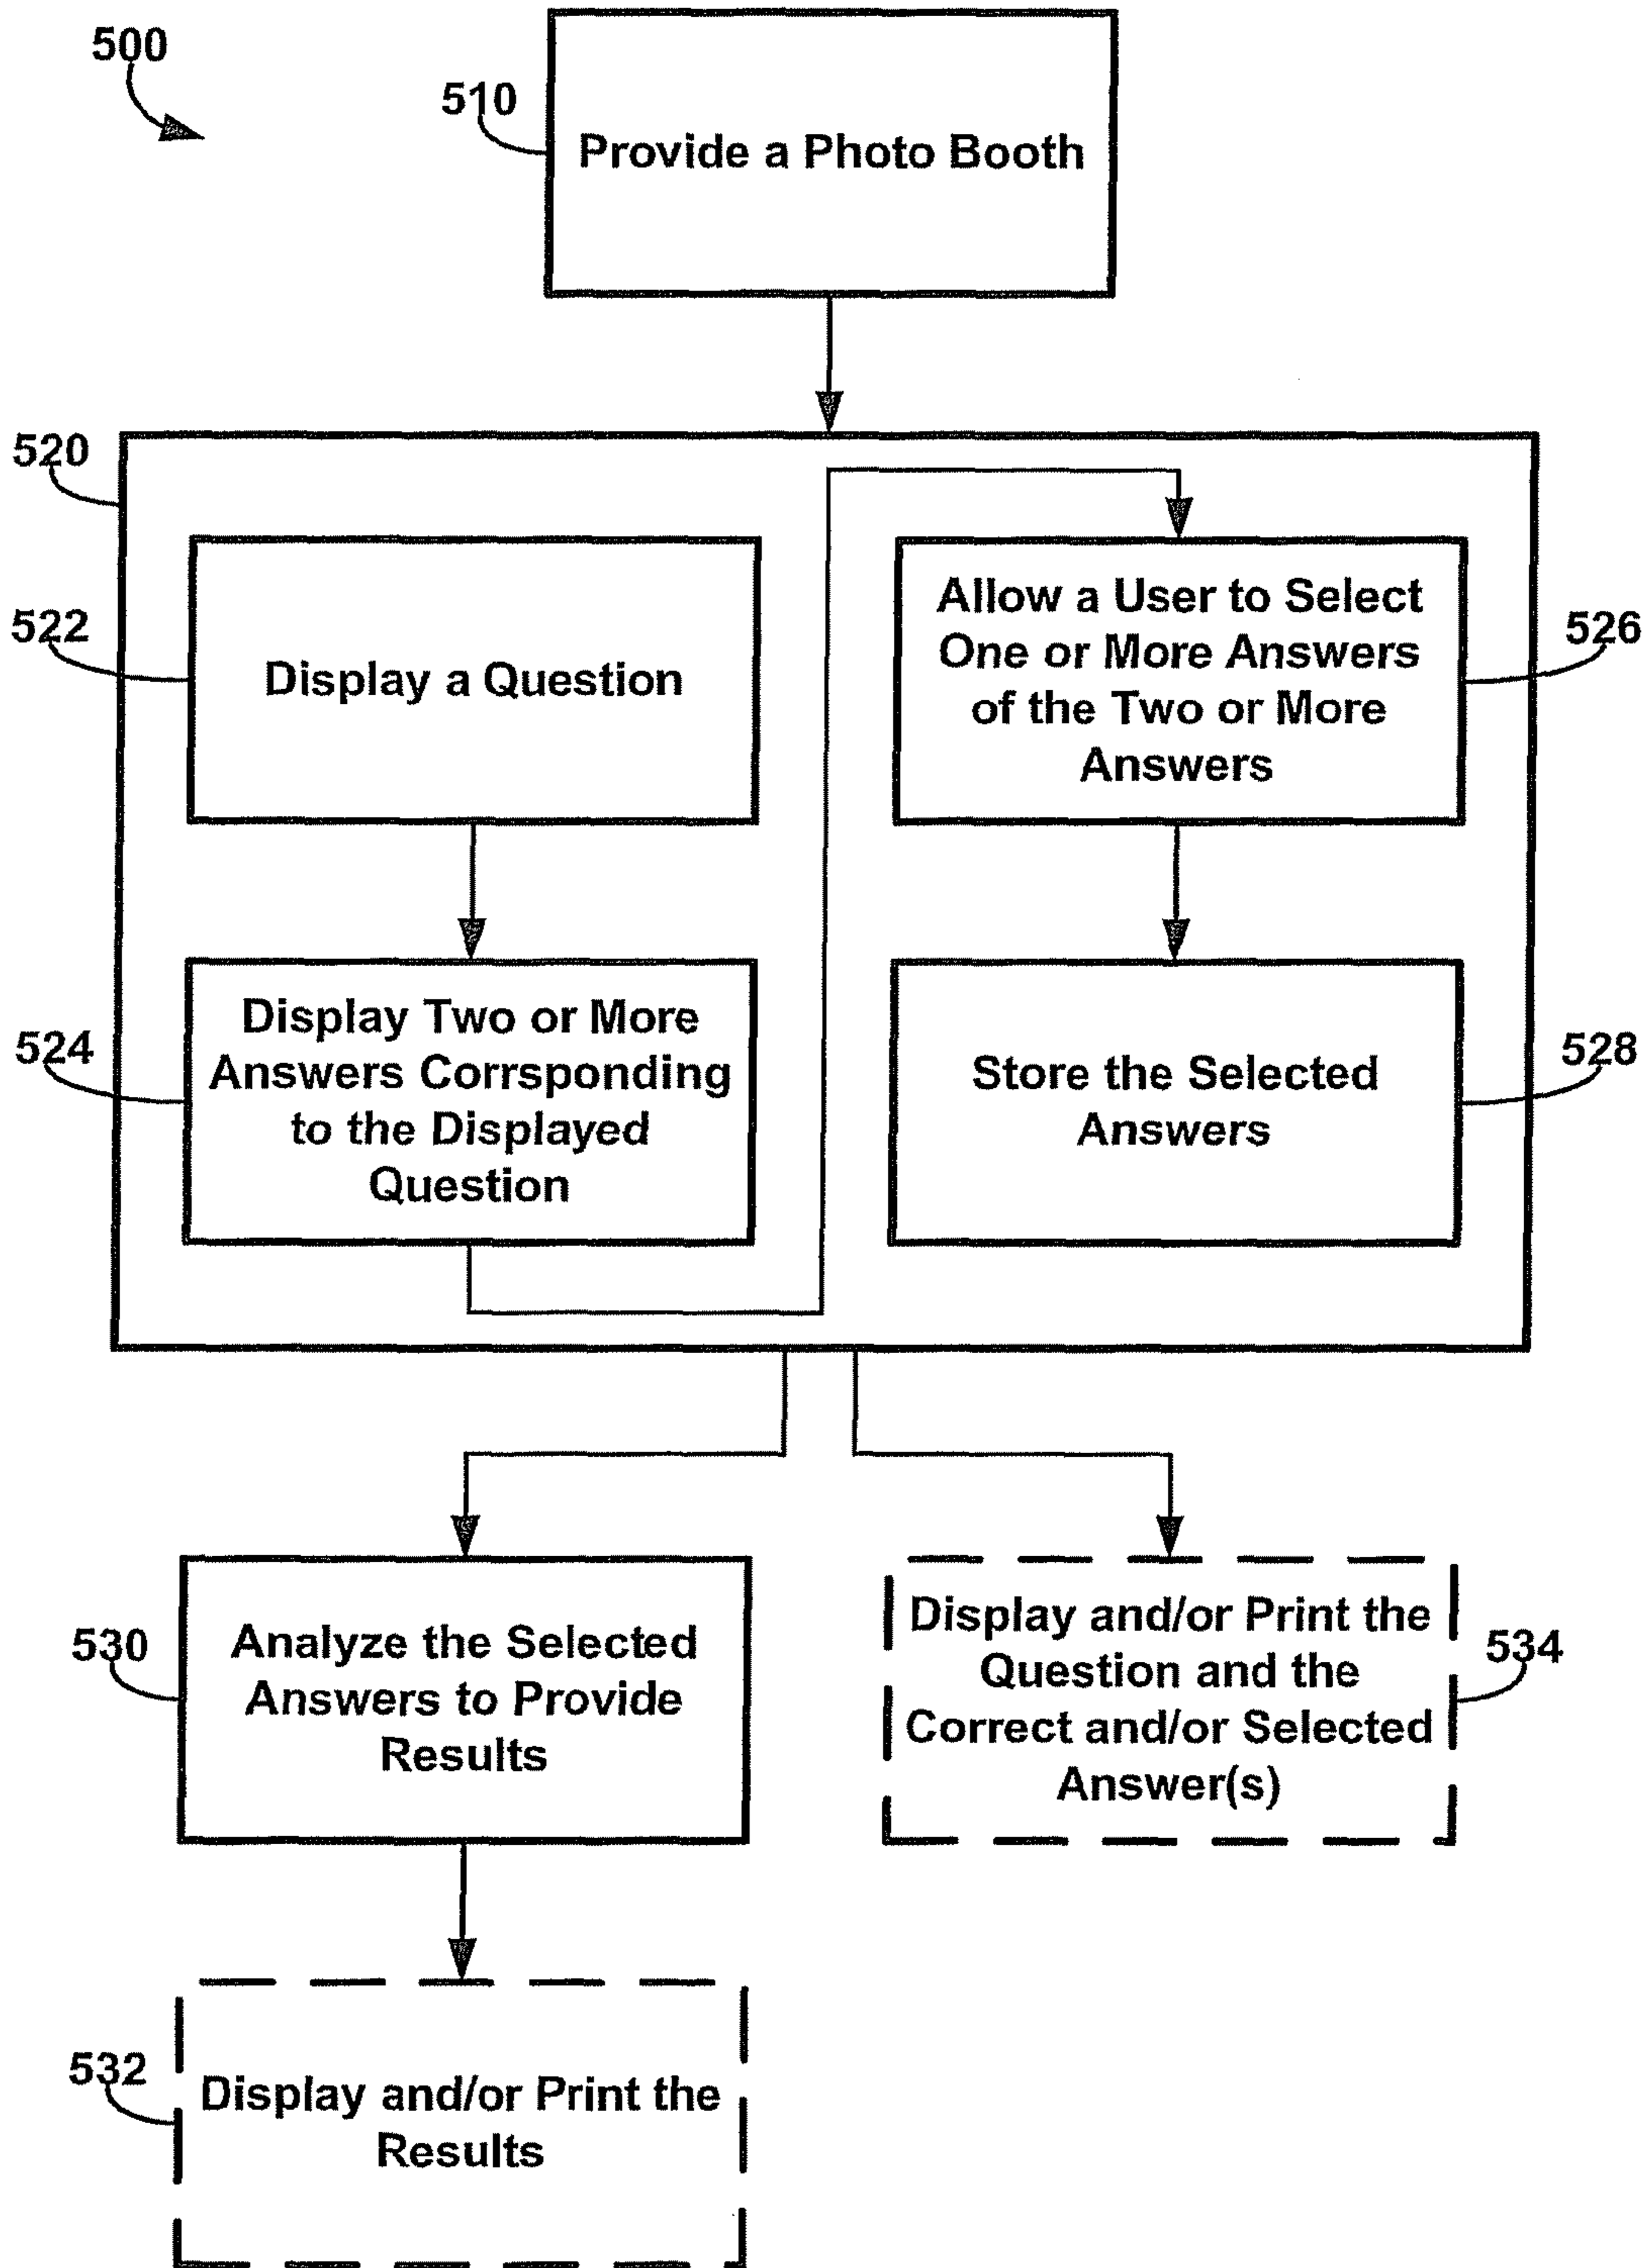 500
510
Provide a Photo Booth
520
522
Display a Question
524
Display Two or More
Answers Corrsponding
to the Displayed
Question
526
Allow a User to Select
One or More Answers
of the Two or More
Answers
528
Store the Selected
Answers
530
Analyze the Selected
Answers to Provide
Results
534
Display and/or Print the
Question and the
Correct and/or Selected
Answer(s)
532
Display and/or Print the
Results